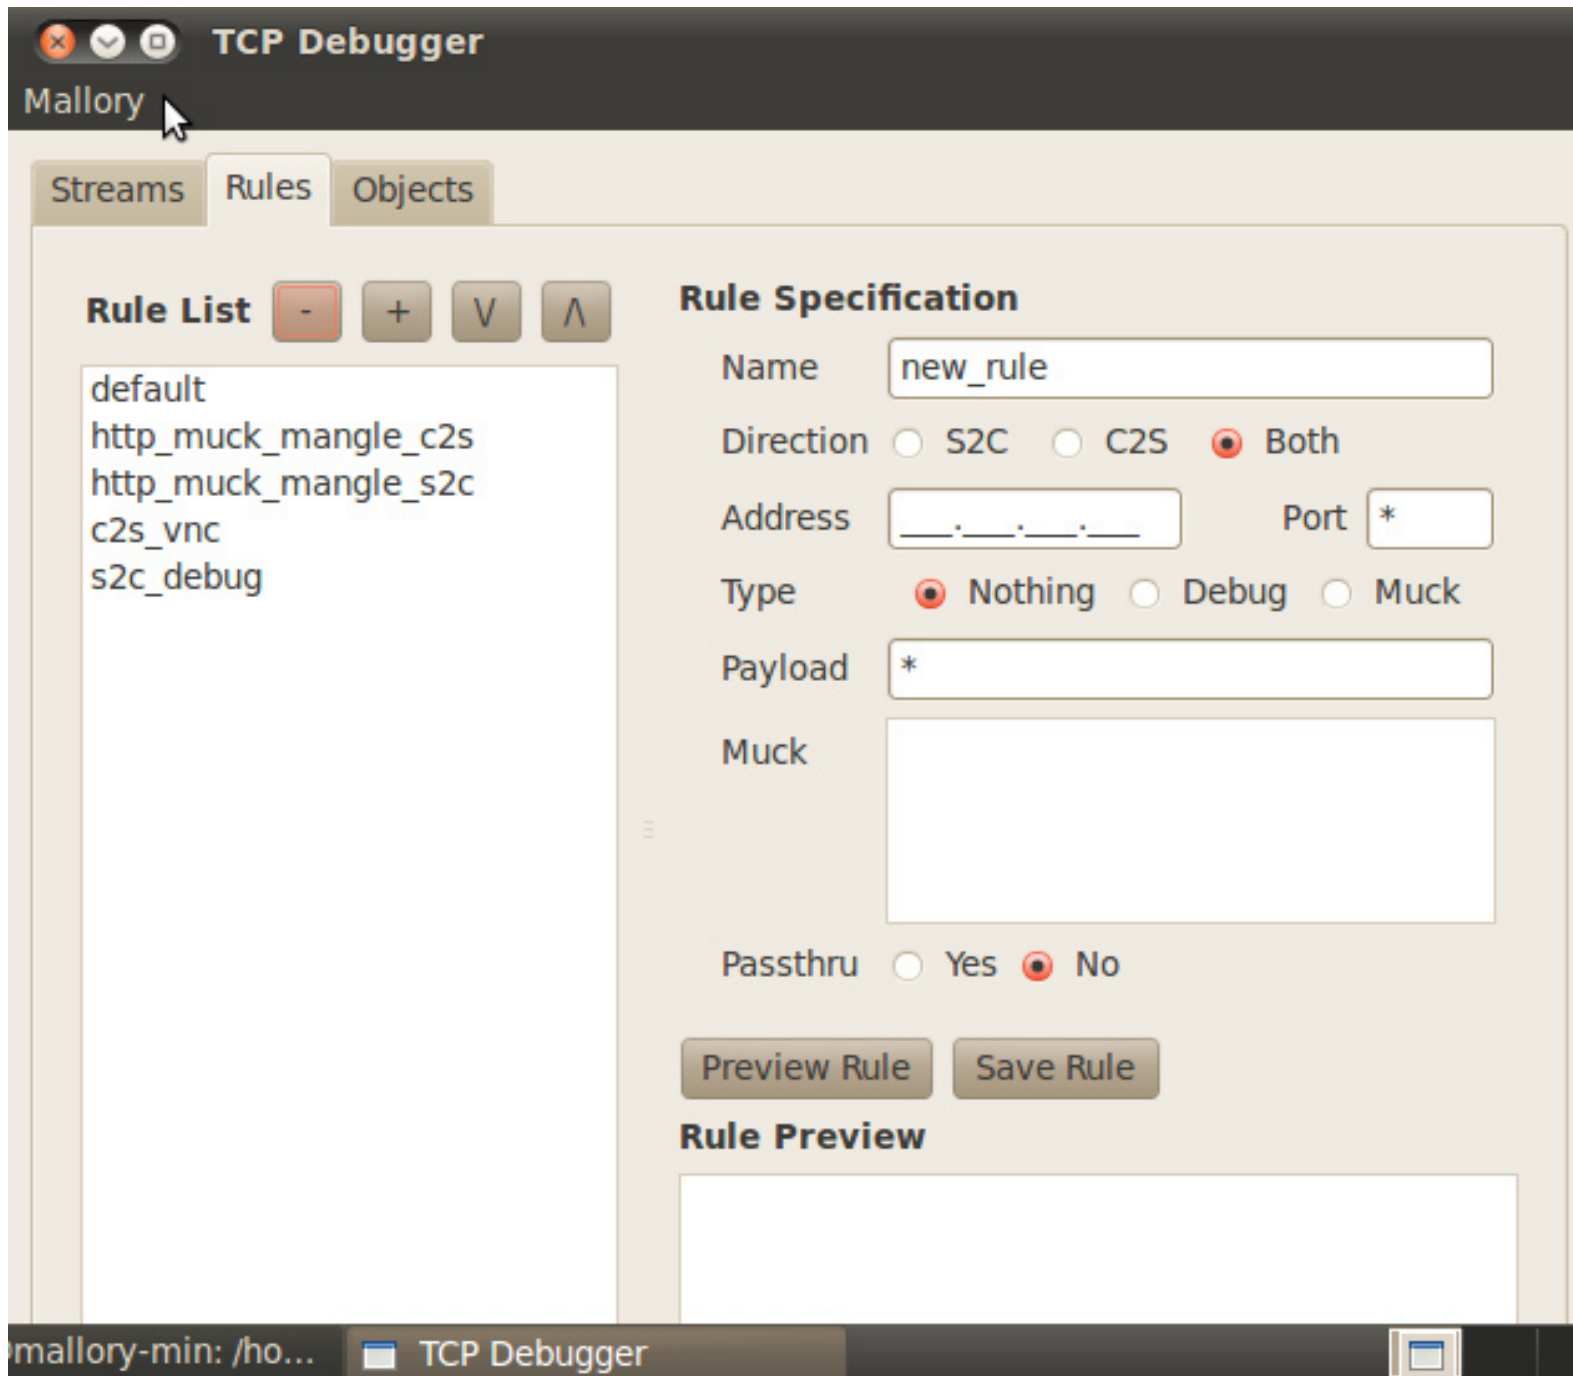 TCP Debugger
Mallory
Streams Rules Objects
Rule List - + \/ /\
default
http_muck_mangle_c2s
http_muck_mangle_s2c
c2s_vnc
s2c_debug
Rule Specification
Name new_rule
Direction S2C C2S Both
Address ___.___.___.___ Port *
Type Nothing Debug Muck
Payload *
Muck
Passthru Yes No
Preview Rule Save Rule
Rule Preview
mallory-min: /ho... TCP Debugger